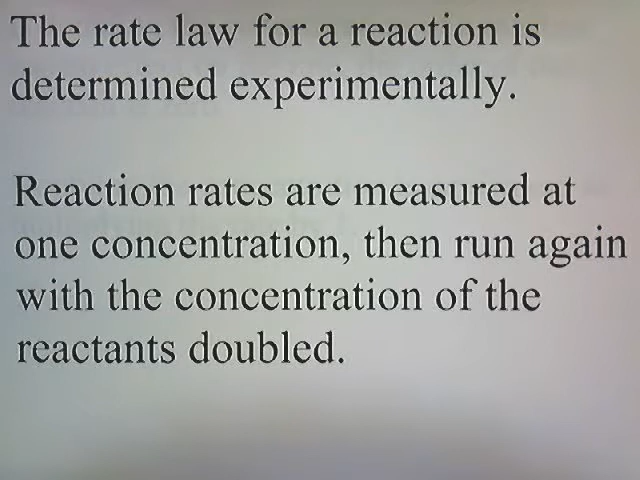 The rate law for a reaction is
determined experimentally.
Reaction rates are measured at
one concentration, then run again
with the concentration of the
reactants doubled.